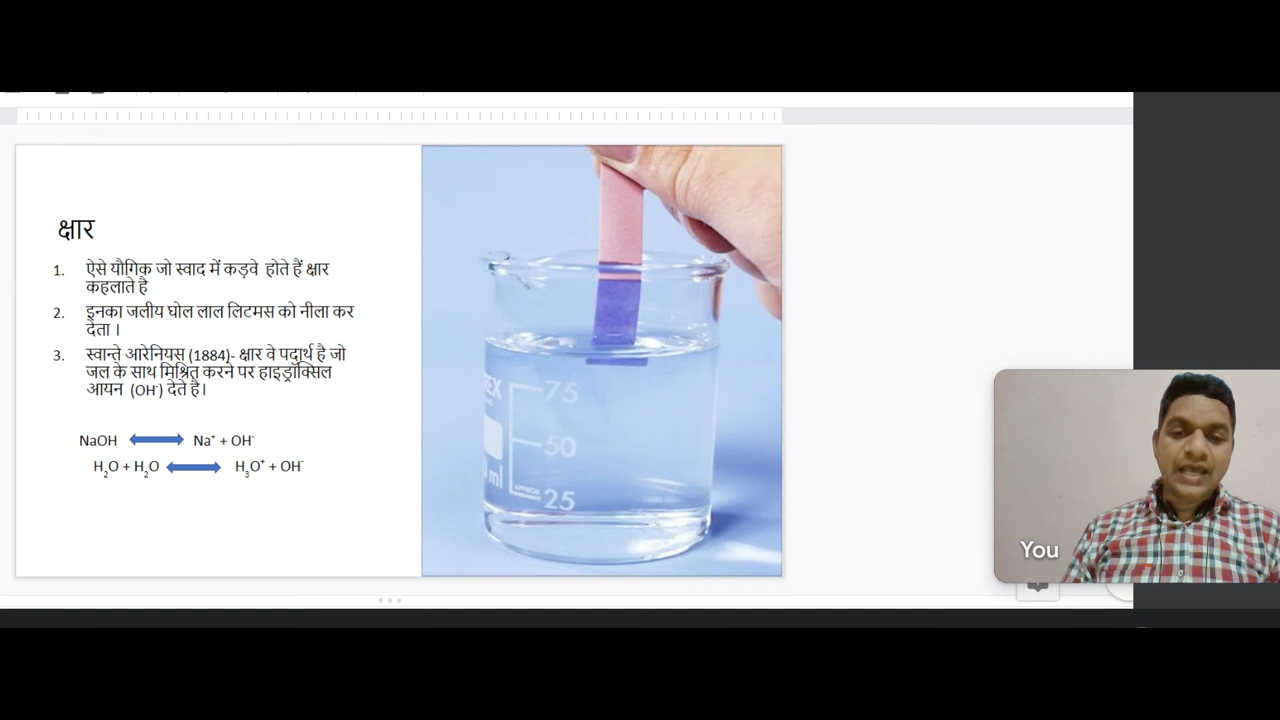 क्षार
1. ऐसे यौगिक जो स्वाद में कड़वे होते हैं क्षार
कहलाते है
2. इनका जलीय घोल लाल लिटमस को नीला कर
देता ।
3. स्वान्ते आरेनियस (1884)- क्षार वे पदार्थ है जो
जल के साथ मिश्रित करने पर हाइड्रॉक्सिल
आयन (OH⁻) देते है।
NaOH ⟷ Na⁺ + OH⁻
H₂O + H₂O ⟷ H₃O⁺ + OH⁻
75
50
ml
APPROX
25
You